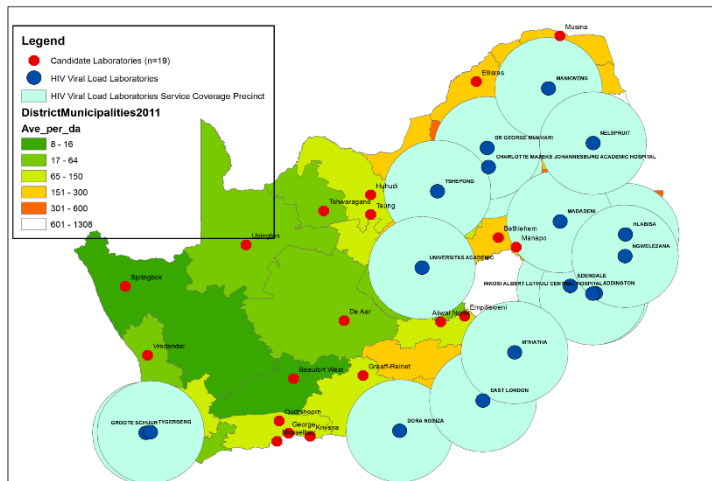 Legend
Candidate Laboratories (n=19)
HIV Viral Load Laboratories
HIV Viral Load Laboratories Service Coverage Precinct
DistrictMunicipalities2011
Ave_per_da
8 - 16
17 - 64
65 - 150
151 - 300
301 - 600
601 - 1308
Musina
Ellisras
MANKWENG
NELSPRUIT
DR GEORGE MUKHARI
CHARLOTTE MAXEKE JOHANNESBURG ACADEMIC HOSPITAL
TSHEPONG
Huhudi
Tshwaragano
Taung
MADADENI
HLABISA
Bethlehem
Manapo
NGWELEZANA
Upington
UNIVERSITAS ACADEMIC
EDENDALE
INKOSI ALBERT LUTHULI CENTRAL HOSPITAL
ADDINGTON
Springbok
De Aar
Aliwal North
Empilisweni
MTHATHA
Vredendal
Beaufort West
Graaff-Reinet
EAST LONDON
Oudtshoorn
GROOTE SCHUUR
TYGERBERG
George
Knysna
DORA NGINZA